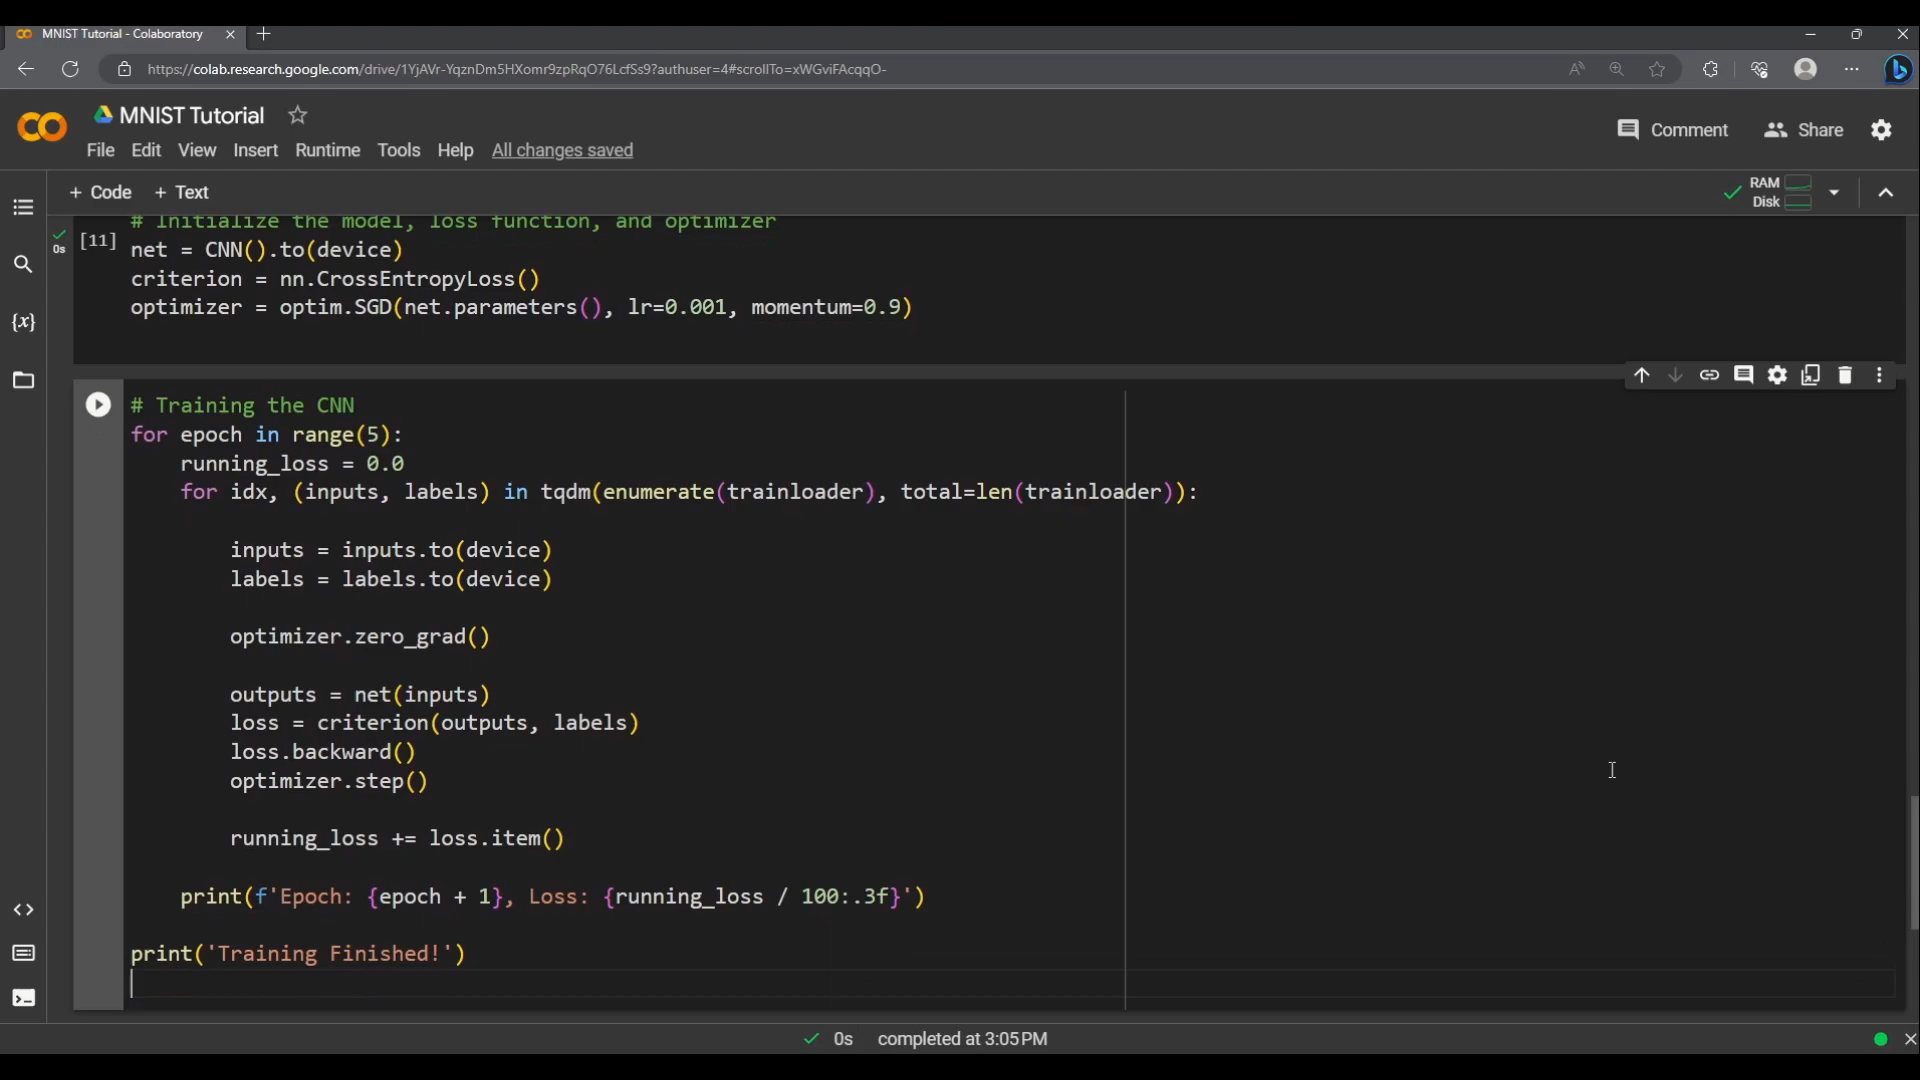 MNIST Tutorial - Colaboratory
https://colab.research.google.com/drive/1YjAVr-YqznDm5HXomr9zpRqO76LcfSs9?authuser=4#scrollTo=xWGviFAcqqO-
MNIST Tutorial
Comment
Share
File Edit View Insert Runtime Tools Help All changes saved
+ Code + Text
RAM
Disk
# Initialize the model, loss function, and optimizer
0s
[11]
net = CNN().to(device)
criterion = nn.CrossEntropyLoss()
optimizer = optim.SGD(net.parameters(), lr=0.001, momentum=0.9)
{x}
# Training the CNN
for epoch in range(5):
    running_loss = 0.0
    for idx, (inputs, labels) in tqdm(enumerate(trainloader), total=len(trainloader)):
        inputs = inputs.to(device)
        labels = labels.to(device)
        optimizer.zero_grad()
        outputs = net(inputs)
        loss = criterion(outputs, labels)
        loss.backward()
        optimizer.step()
        running_loss += loss.item()
    print(f'Epoch: {epoch + 1}, Loss: {running_loss / 100:.3f}')
print('Training Finished!')
0s completed at 3:05 PM